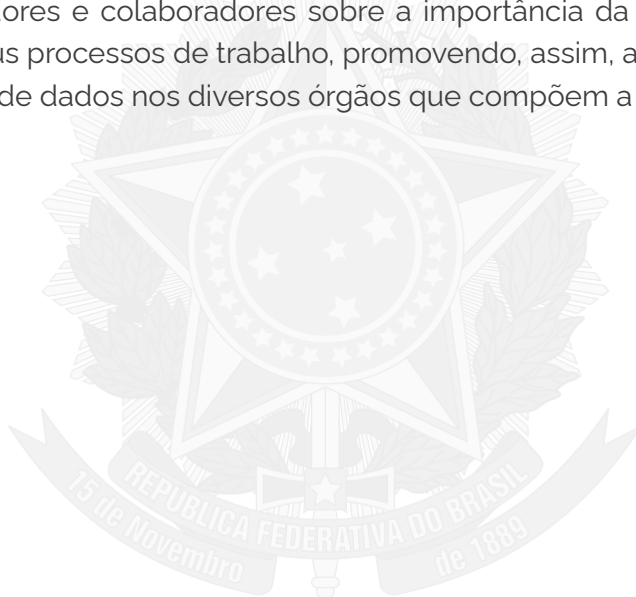 dores e colaboradores sobre a importância da
us processos de trabalho, promovendo, assim, a
de dados nos diversos órgãos que compõem a
REPUBLICA FEDERATIVA DO BRASIL
15 de Novembro
de 1889